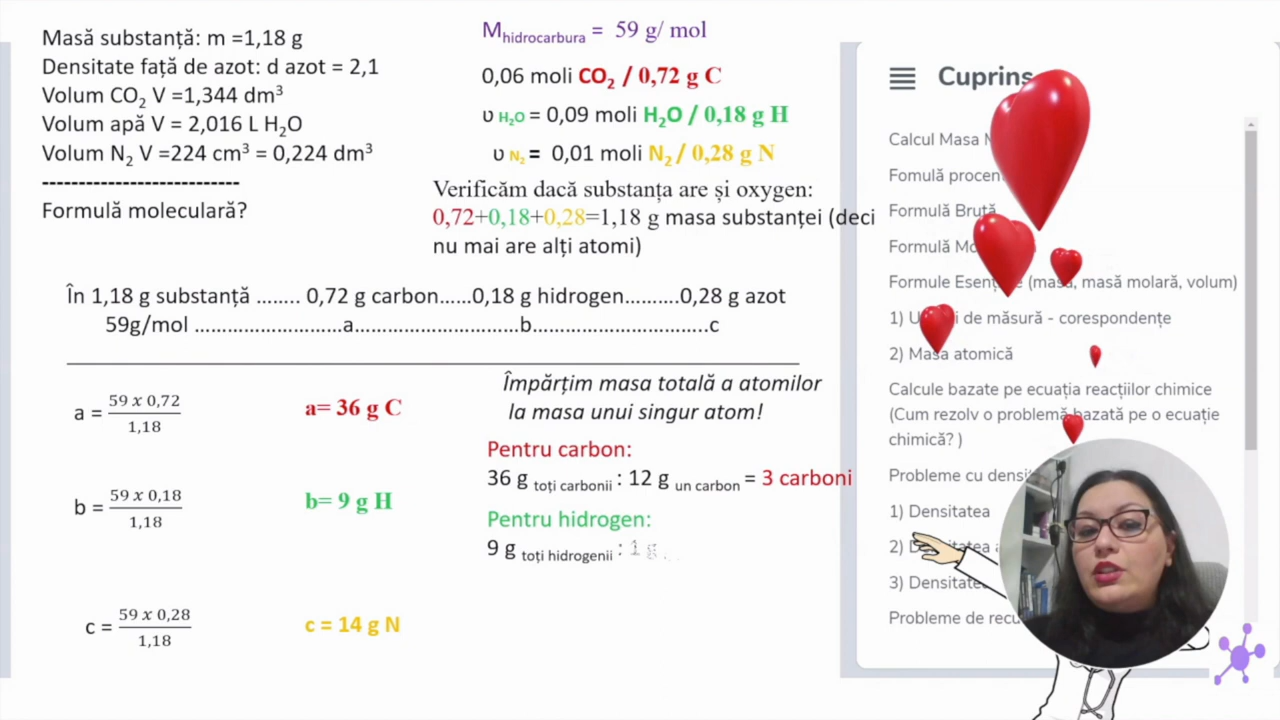 Masă substanță: m =1,18 g
Densitate față de azot: d azot = 2,1
Volum CO₂ V =1,344 dm³
Volum apă V = 2,016 L H₂O
Volum N₂ V =224 cm³ = 0,224 dm³
---------------------------
Formulă moleculară?
M hidrocarbura = 59 g/ mol
0,06 moli CO₂ / 0,72 g C
υ H₂O = 0,09 moli H₂O / 0,18 g H
υ N₂ = 0,01 moli N₂ / 0,28 g N
Verificăm dacă substanța are și oxygen:
0,72+0,18+0,28=1,18 g masa substanței (deci
nu mai are alți atomi)
În 1,18 g substanță ........ 0,72 g carbon......0,18 g hidrogen..........0,28 g azot
59g/mol ...........................a.................................b................................c
a = 59 x 0,72 / 1,18
a= 36 g C
b = 59 x 0,18 / 1,18
b= 9 g H
c = 59 x 0,28 / 1,18
c = 14 g N
Împărțim masa totală a atomilor
la masa unui singur atom!
Pentru carbon:
36 g toți carbonii : 12 g un carbon = 3 carboni
Pentru hidrogen:
9 g toți hidrogenii : 1 g
Cuprins
Calcul Masa
Fomulă
Formulă Brută
Formulă
Formule (masă, masă molară, volum)
1) de măsură - corespondențe
2) Masa atomică
Calcule bazate pe ecuația reacțiilor chimice
(Cum rezolv o problemă bazată pe o ecuație
chimică? )
Probleme cu
1) Densitatea
2)
3) Densitatea
Probleme de